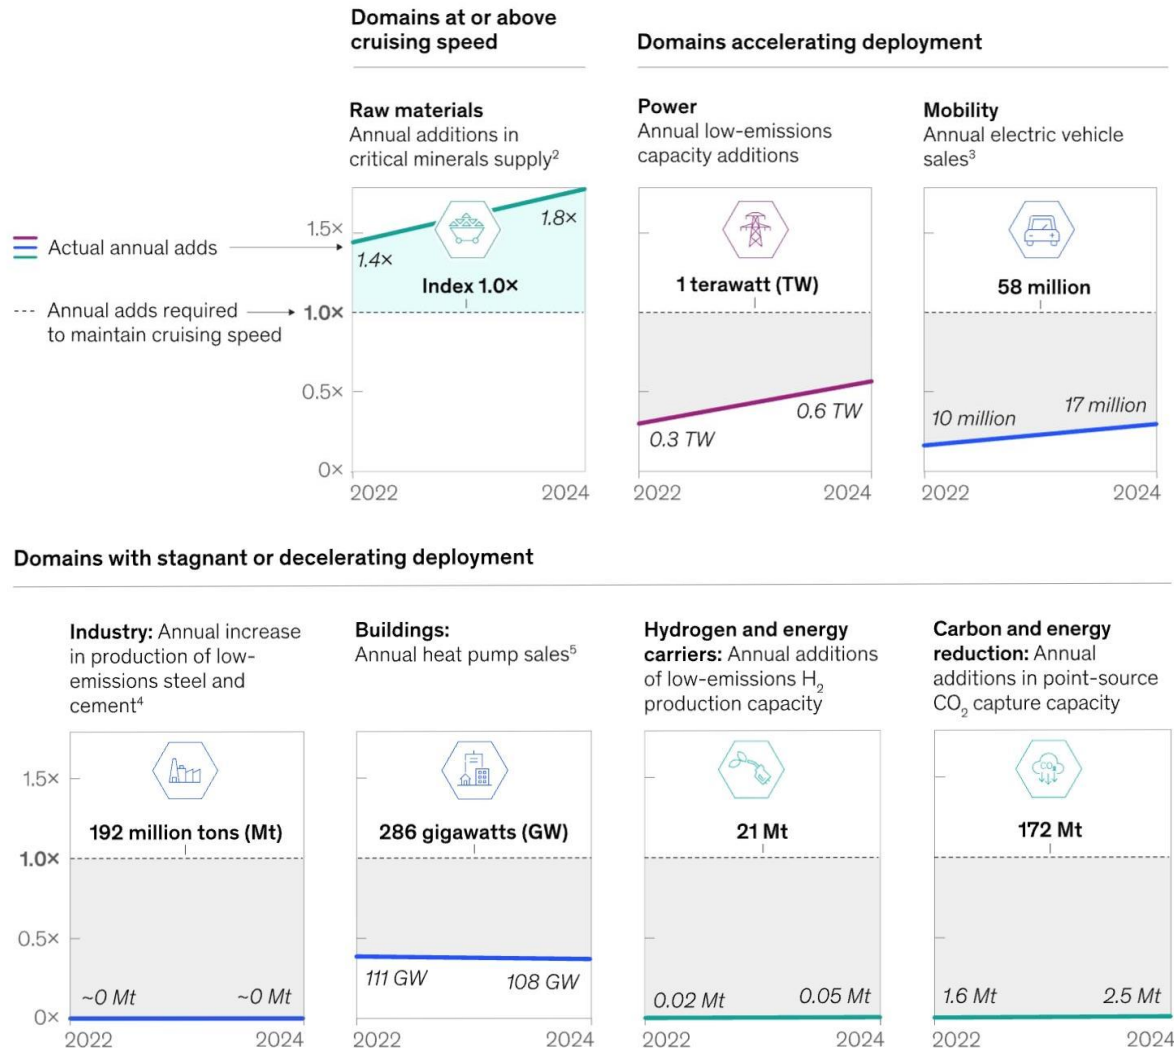 Domains at or above
cruising speed
Domains accelerating deployment
Raw materials
Annual additions in
critical minerals supply²
Power
Annual low-emissions
capacity additions
Mobility
Annual electric vehicle
sales³
Actual annual adds
Annual adds required
to maintain cruising speed
1.5×
1.0×
0.5×
0×
1.4×
1.8×
Index 1.0×
2022
2024
1 terawatt (TW)
0.3 TW
0.6 TW
2022
2024
58 million
10 million
17 million
2022
2024
Domains with stagnant or decelerating deployment
Industry: Annual increase
in production of low-
emissions steel and
cement⁴
Buildings:
Annual heat pump sales⁵
Hydrogen and energy
carriers: Annual additions
of low-emissions H₂
production capacity
Carbon and energy
reduction: Annual
additions in point-source
CO₂ capture capacity
1.5×
1.0×
0.5×
0×
192 million tons (Mt)
~0 Mt
~0 Mt
2022
2024
286 gigawatts (GW)
111 GW
108 GW
2022
2024
21 Mt
0.02 Mt
0.05 Mt
2022
2024
CO₂
172 Mt
1.6 Mt
2.5 Mt
2022
2024